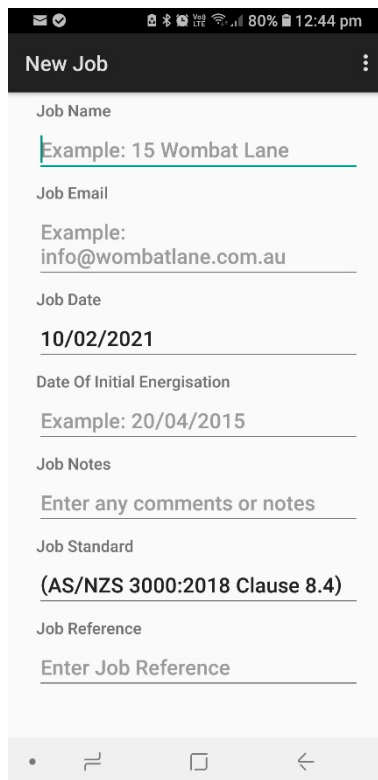 80% 12:44 pm
New Job
Job Name
Example: 15 Wombat Lane
Job Email
Example:
info@wombatlane.com.au
Job Date
10/02/2021
Date Of Initial Energisation
Example: 20/04/2015
Job Notes
Enter any comments or notes
Job Standard
(AS/NZS 3000:2018 Clause 8.4)
Job Reference
Enter Job Reference